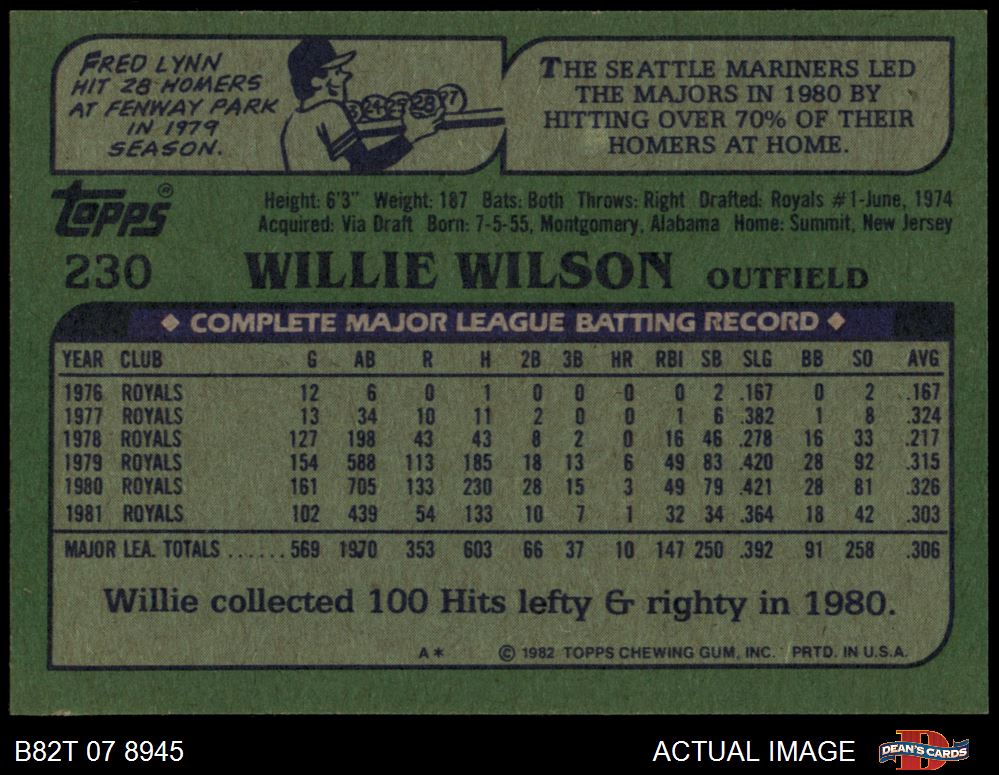 FRED LYNN
HIT 28 HOMERS
AT FENWAY PARK
IN 1979
SEASON.
24 25 28 27
THE SEATTLE MARINERS LED
THE MAJORS IN 1980 BY
HITTING OVER 70% OF THEIR
HOMERS AT HOME.
topps®
Height: 6'3" Weight: 187 Bats: Both Throws: Right Drafted: Royals #1-June, 1974
Acquired: Via Draft Born: 7-5-55, Montgomery, Alabama Home: Summit, New Jersey
230 WILLIE WILSON OUTFIELD
◆ COMPLETE MAJOR LEAGUE BATTING RECORD ◆
YEAR CLUB G AB R H 2B 3B HR RBI SB SLG BB SO AVG
1976 ROYALS 12 6 0 1 0 0 0 0 2 .167 0 2 .167
1977 ROYALS 13 34 10 11 2 0 0 1 6 .382 1 8 .324
1978 ROYALS 127 198 43 43 8 2 0 16 46 .278 16 33 .217
1979 ROYALS 154 588 113 185 18 13 6 49 83 .420 28 92 .315
1980 ROYALS 161 705 133 230 28 15 3 49 79 .421 28 81 .326
1981 ROYALS 102 439 54 133 10 7 1 32 34 .364 18 42 .303
MAJOR LEA. TOTALS ...... 569 1970 353 603 66 37 10 147 250 .392 91 258 .306
Willie collected 100 Hits lefty & righty in 1980.
A* © 1982 TOPPS CHEWING GUM, INC. PRTD. IN U.S.A.
B82T 07 8945 ACTUAL IMAGE DEAN'S CARDS